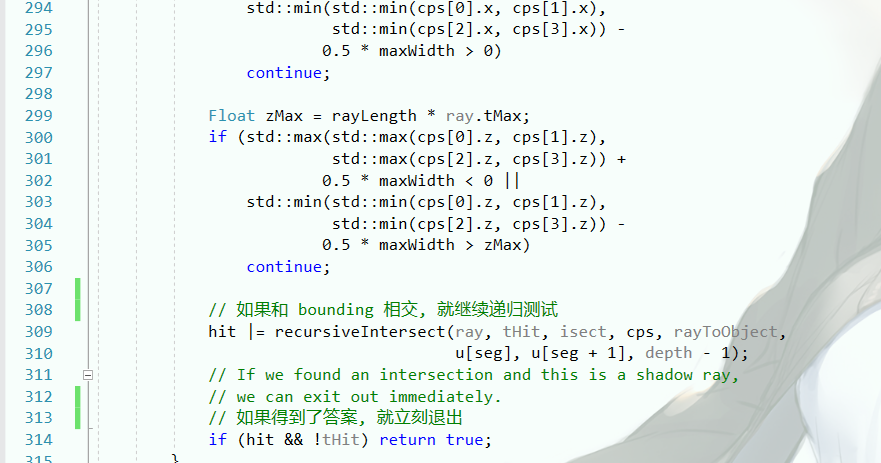 294 std::min(std::min(cps[0].x, cps[1].x),
295 std::min(cps[2].x, cps[3].x)) -
296 0.5 * maxWidth > 0)
297 continue;
298
299 Float zMax = rayLength * ray.tMax;
300 if (std::max(std::max(cps[0].z, cps[1].z),
301 std::max(cps[2].z, cps[3].z)) +
302 0.5 * maxWidth < 0 ||
303 std::min(std::min(cps[0].z, cps[1].z),
304 std::min(cps[2].z, cps[3].z)) -
305 0.5 * maxWidth > zMax)
306 continue;
307
308 // 如果和 bounding 相交, 就继续递归测试
309 hit |= recursiveIntersect(ray, tHit, isect, cps, rayToObject,
310 u[seg], u[seg + 1], depth - 1);
311 // If we found an intersection and this is a shadow ray,
312 // we can exit out immediately.
313 // 如果得到了答案, 就立刻退出
314 if (hit && !tHit) return true;
315 }